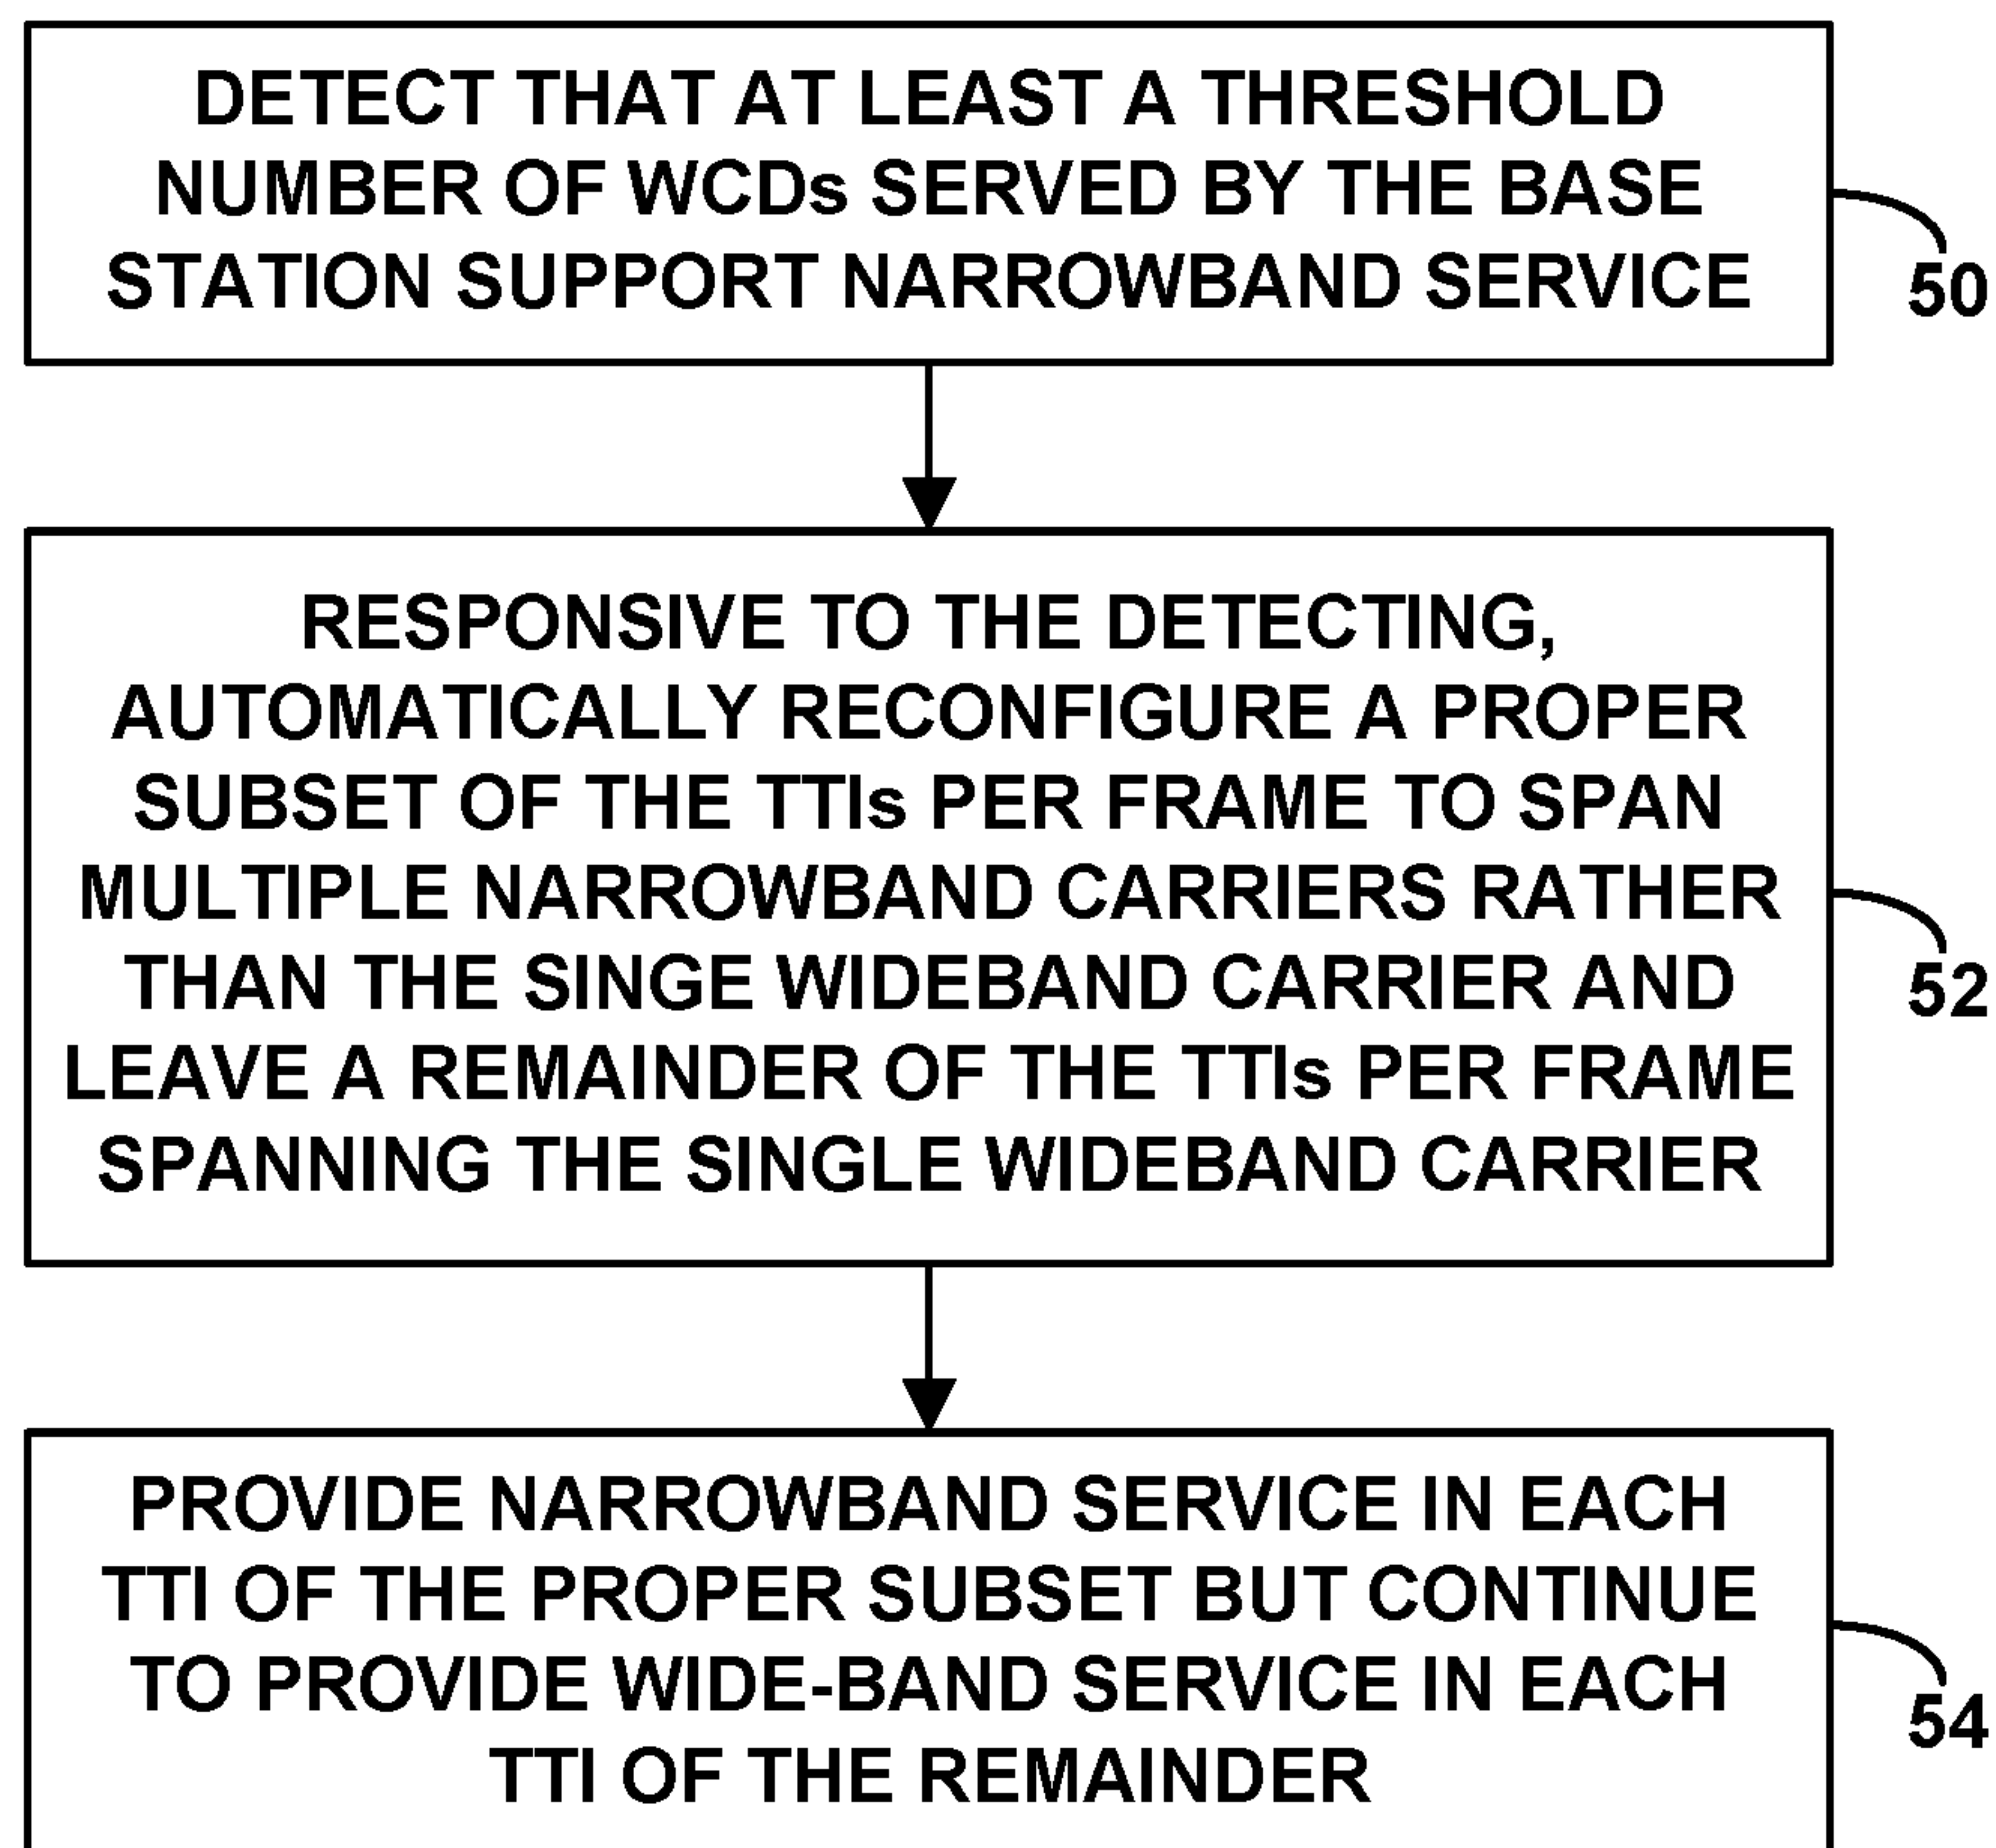 DETECT THAT AT LEAST A THRESHOLD
NUMBER OF WCDs SERVED BY THE BASE
STATION SUPPORT NARROWBAND SERVICE
50
RESPONSIVE TO THE DETECTING,
AUTOMATICALLY RECONFIGURE A PROPER
SUBSET OF THE TTIs PER FRAME TO SPAN
MULTIPLE NARROWBAND CARRIERS RATHER
THAN THE SINGE WIDEBAND CARRIER AND
LEAVE A REMAINDER OF THE TTIs PER FRAME
SPANNING THE SINGLE WIDEBAND CARRIER
52
PROVIDE NARROWBAND SERVICE IN EACH
TTI OF THE PROPER SUBSET BUT CONTINUE
TO PROVIDE WIDE-BAND SERVICE IN EACH
TTI OF THE REMAINDER
54